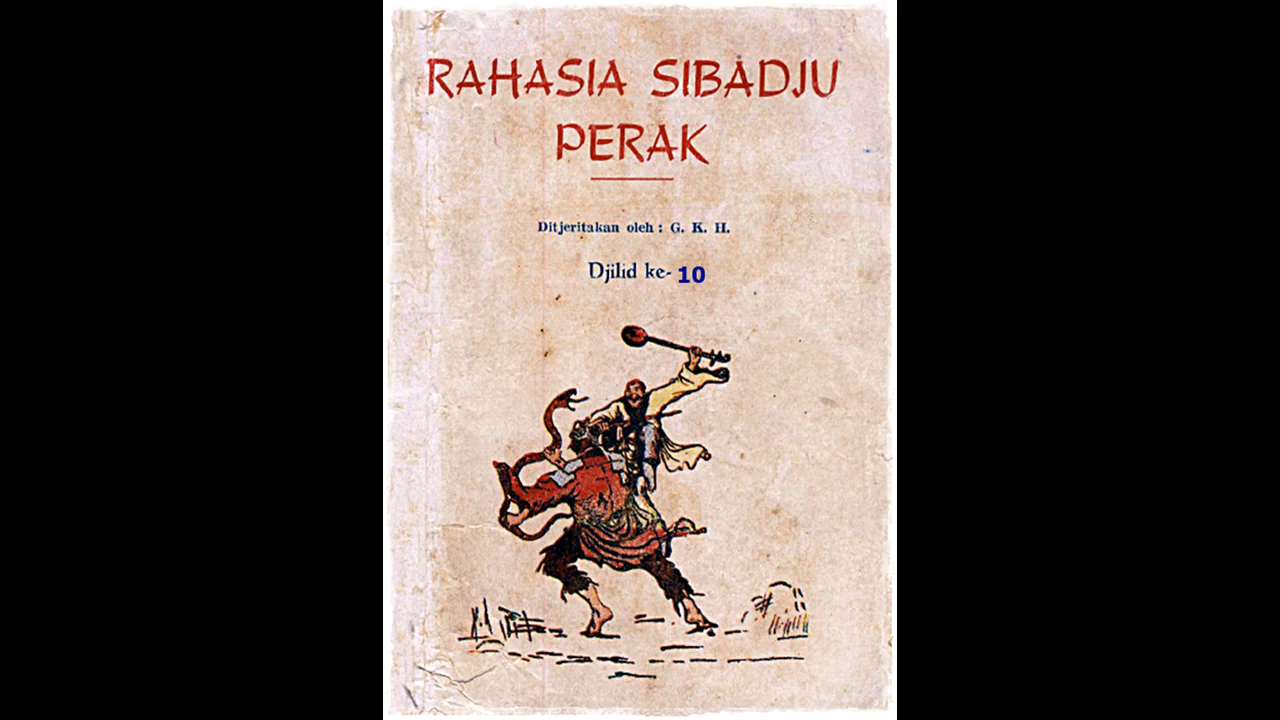 RAHASIA SIBADJU
PERAK
Ditjeritakan oleh : G. K. H.
Djilid ke- 10